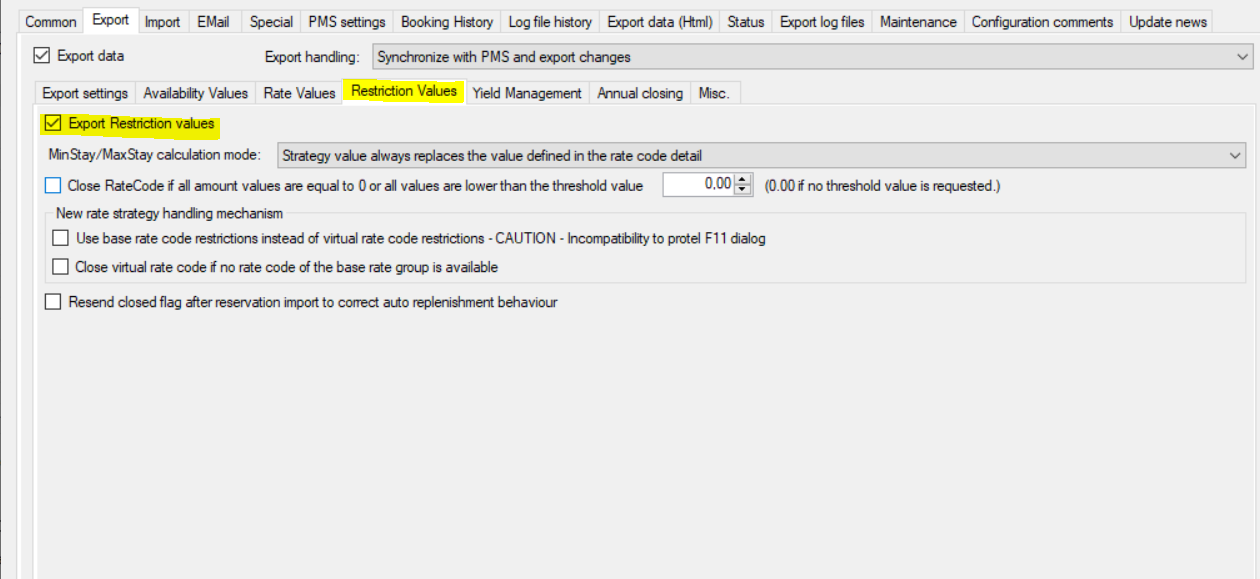 Common Export Import EMail Special PMS settings Booking History Log file history Export data (Html) Status Export log files Maintenance Configuration comments Update news
Export data Export handling: Synchronize with PMS and export changes
Export settings Availability Values Rate Values Restriction Values Yield Management Annual closing Misc.
Export Restriction values
MinStay/MaxStay calculation mode: Strategy value always replaces the value defined in the rate code detail
Close RateCode if all amount values are equal to 0 or all values are lower than the threshold value 0,00 (0.00 if no threshold value is requested.)
New rate strategy handling mechanism
Use base rate code restrictions instead of virtual rate code restrictions - CAUTION - Incompatibility to protel F11 dialog
Close virtual rate code if no rate code of the base rate group is available
Resend closed flag after reservation import to correct auto replenishment behaviour